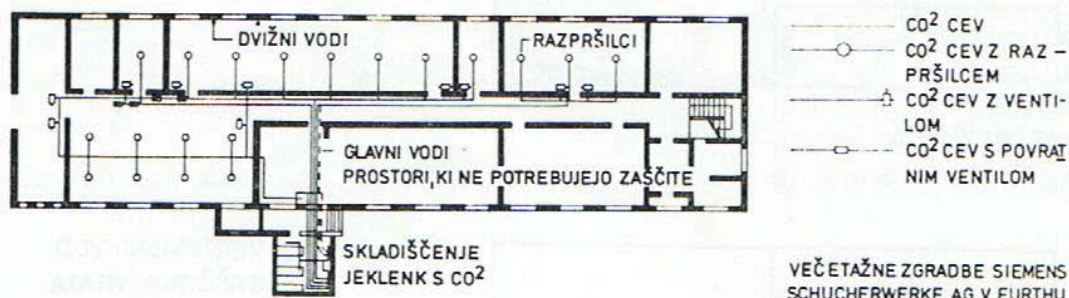 DVIŽNI VODI
RAZPRŠILCI
GLAVNI VODI
PROSTORI, KI NE POTREBUJEJO ZAŠČITE
SKLADIŠČENJE
JEKLENK S CO²
CO² CEV
CO² CEV Z RAZ –
PRŠILCEM
CO² CEV Z VENTI-
LOM
CO² CEV S POVRAT
NIM VENTILOM
VEČETAŽNE ZGRADBE SIEMENS
SCHUCHERWERKE AG V FURTHU